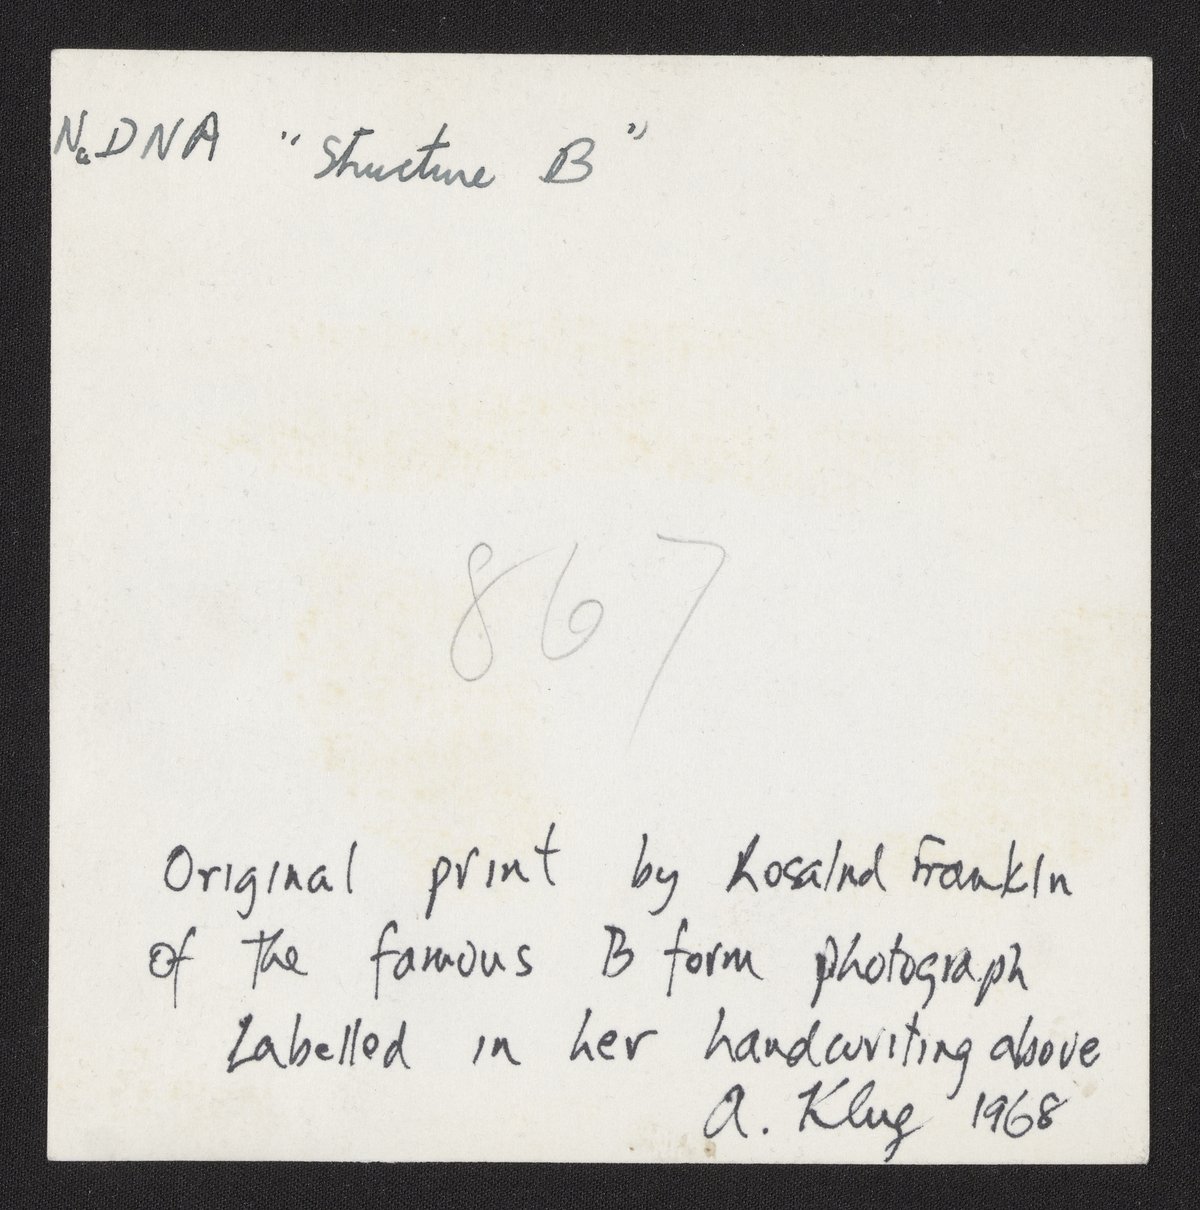 NaDNA "Structure B"
867
Original print by Rosalind Franklin
of the famous B form photograph
Labelled in her handwriting above
A. Klug 1968